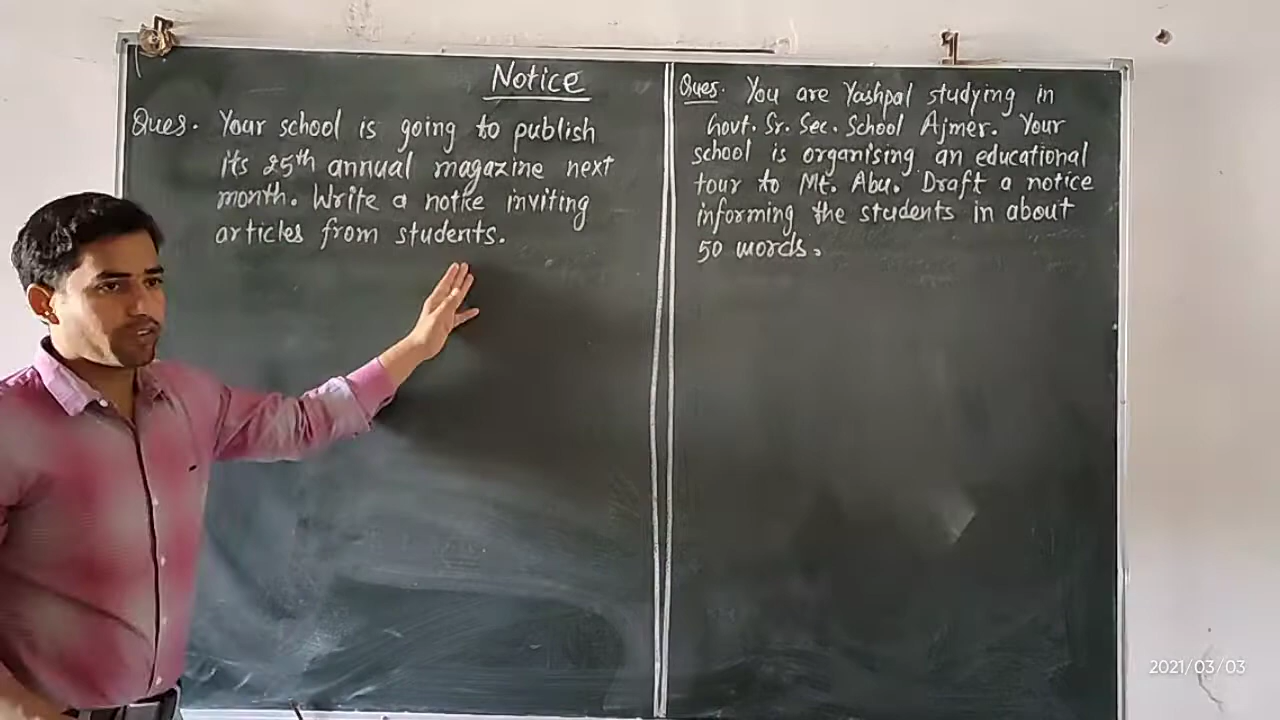 Notice
Ques. Your school is going to publish
its 25th annual magazine next
month. Write a notice inviting
articles from students.
Ques. You are Yashpal studying in
Govt. Sr. Sec. School Ajmer. Your
school is organising an educational
tour to Mt. Abu. Draft a notice
informing the students in about
50 words.
2021/03/03